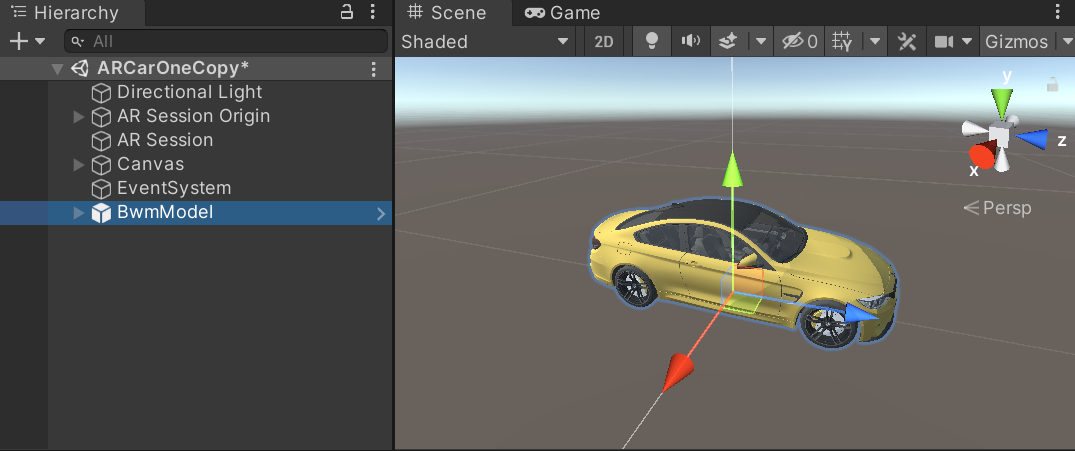 Hierarchy
All
ARCarOneCopy*
Directional Light
AR Session Origin
AR Session
Canvas
EventSystem
BwmModel
Scene
Game
Shaded
2D
0
Gizmos
y
z
x
Persp